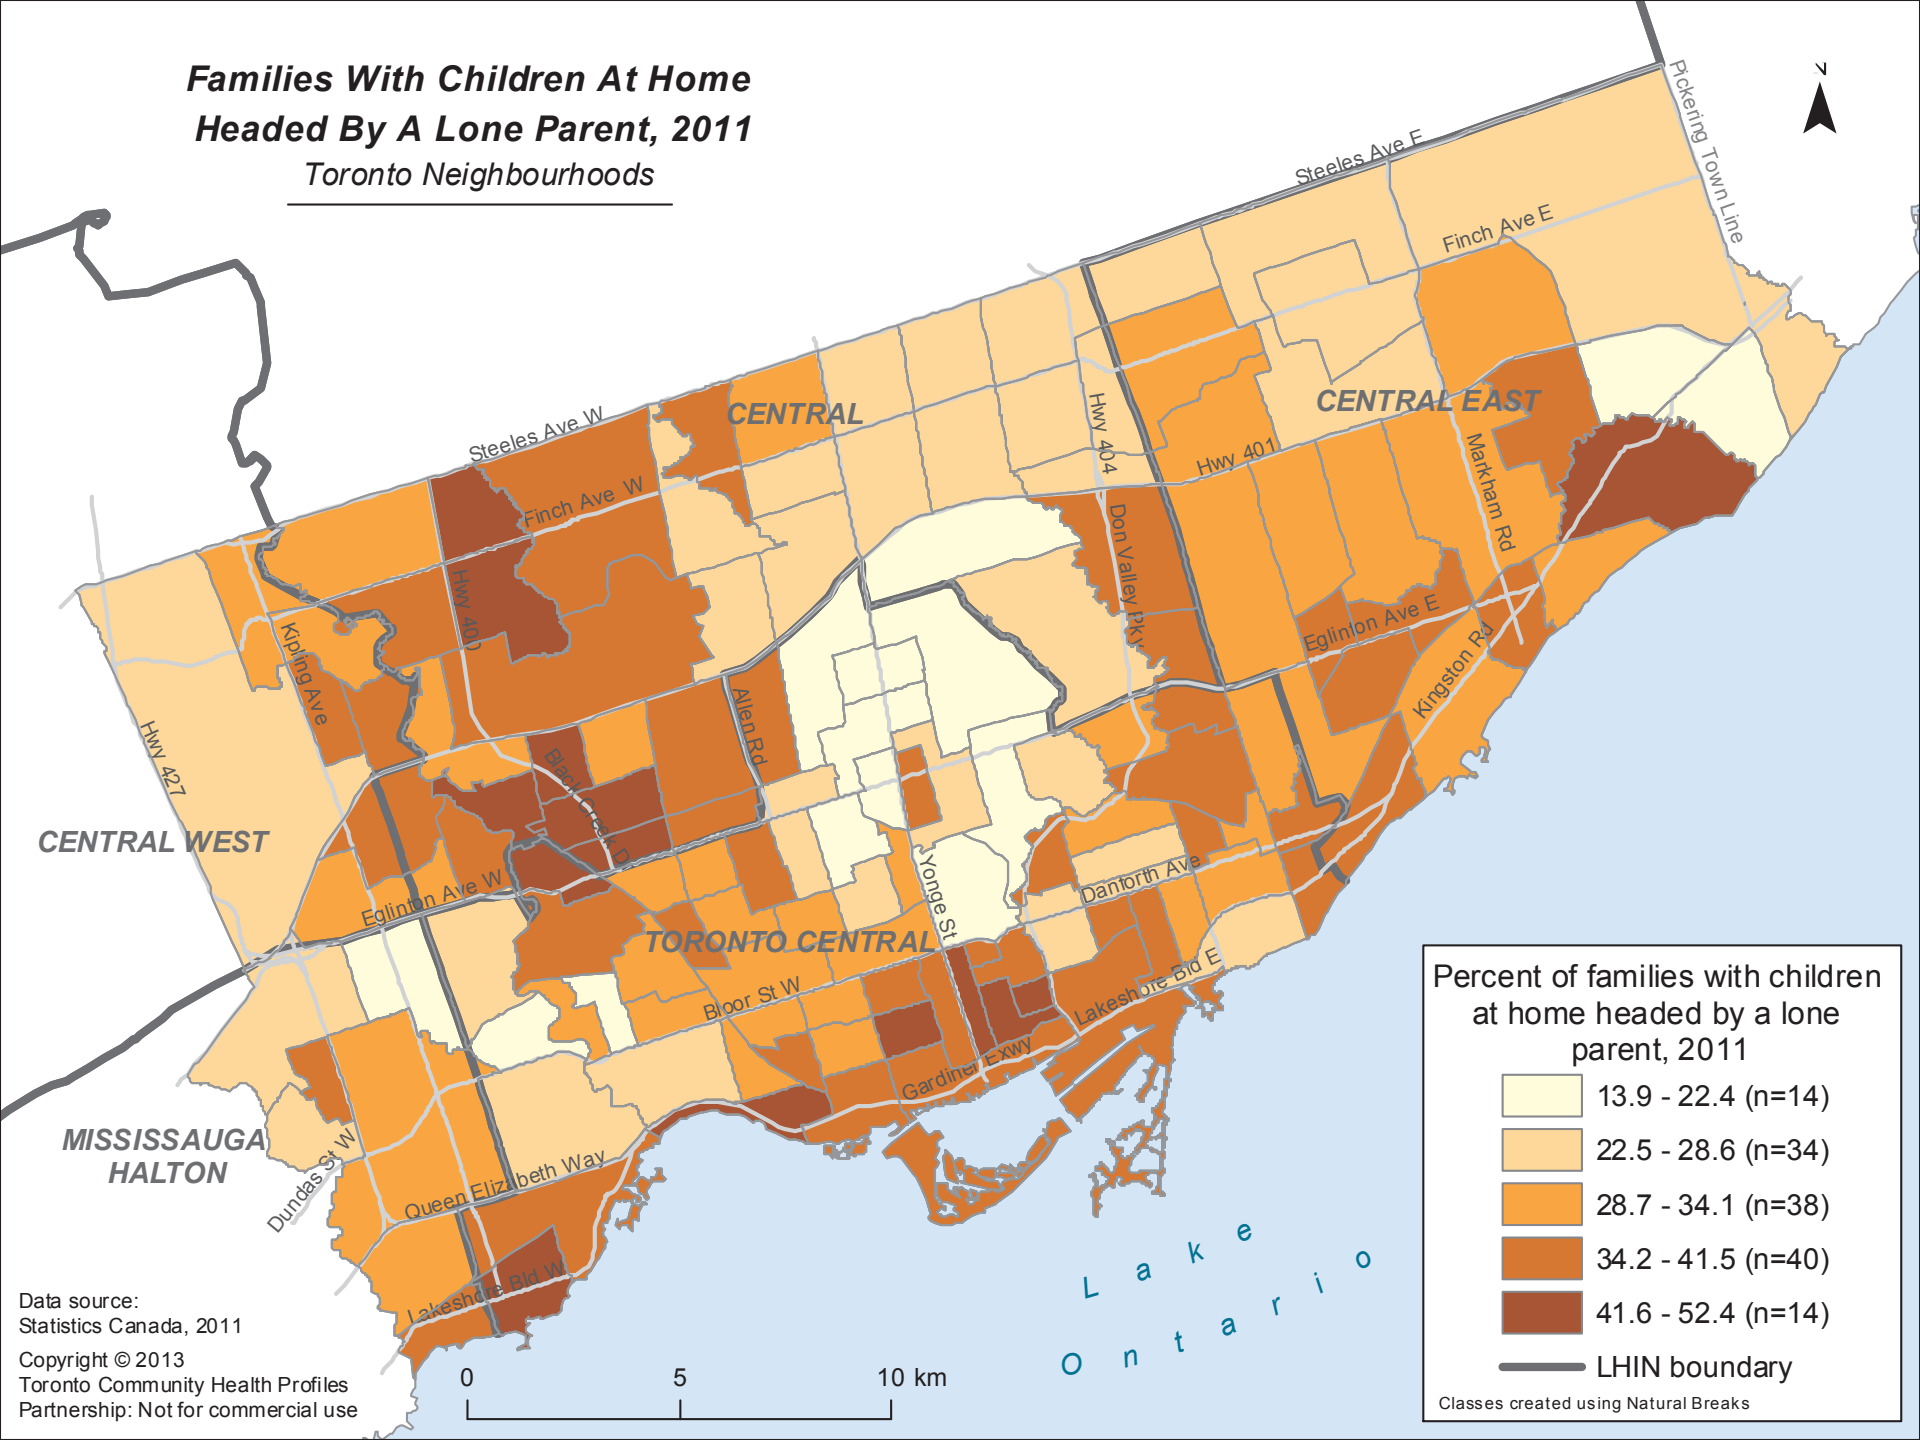 Families With Children At Home
Headed By A Lone Parent, 2011
Toronto Neighbourhoods
N
Pickering Town Line
Steeles Ave E
Finch Ave E
CENTRAL
CENTRAL EAST
Steeles Ave W
Hwy 404
Hwy 401
Markham Rd
Finch Ave W
Don Valley Pky
Hwy 400
Kipling Ave
Eglinton Ave E
Kingston Rd
Allen Rd
Hwy 427
Black Creek D
CENTRAL WEST
Eglinton Ave W
Yonge St
Danforth Ave
TORONTO CENTRAL
Bloor St W
Lakeshore Bld E
Gardiner Exwy
MISSISSAUGA
HALTON
Dundas St W
Queen Elizabeth Way
Lakeshore Bld W
Lake
Ontario
Percent of families with children
at home headed by a lone
parent, 2011
13.9 - 22.4 (n=14)
22.5 - 28.6 (n=34)
28.7 - 34.1 (n=38)
34.2 - 41.5 (n=40)
41.6 - 52.4 (n=14)
LHIN boundary
Classes created using Natural Breaks
Data source:
Statistics Canada, 2011
Copyright © 2013
Toronto Community Health Profiles
Partnership: Not for commercial use
0 5 10 km